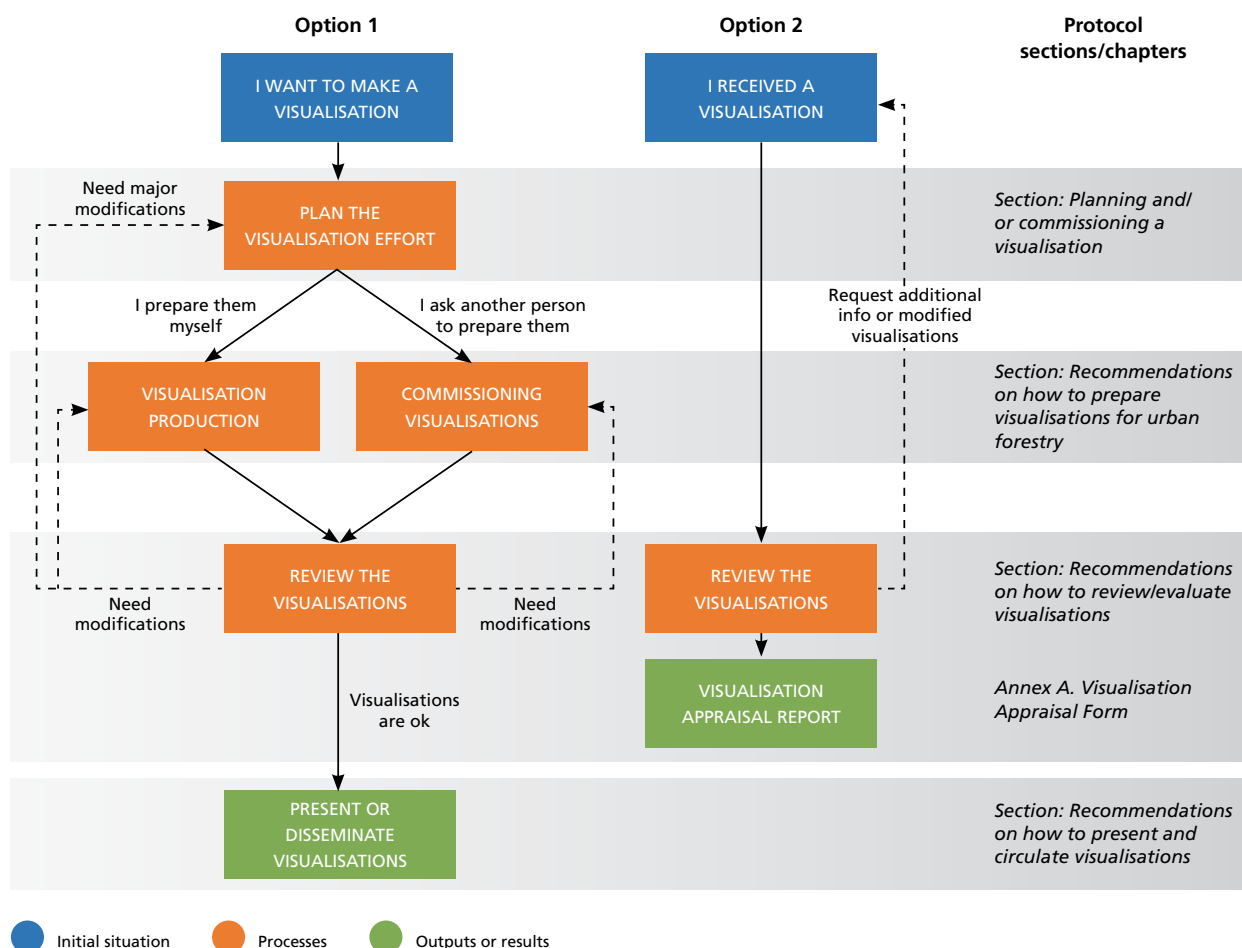 Option 1
Option 2
Protocol
sections/chapters
I WANT TO MAKE A
VISUALISATION
I RECEIVED A
VISUALISATION
Need major
modifications
PLAN THE
VISUALISATION EFFORT
Section: Planning and/
or commissioning a
visualisation
I prepare them
myself
I ask another person
to prepare them
Request additional
info or modified
visualisations
VISUALISATION
PRODUCTION
COMMISSIONING
VISUALISATIONS
Section: Recommendations
on how to prepare
visualisations for urban
forestry
REVIEW THE
VISUALISATIONS
Need
modifications
Need
modifications
REVIEW THE
VISUALISATIONS
Section: Recommendations
on how to review/evaluate
visualisations
Visualisations
are ok
VISUALISATION
APPRAISAL REPORT
Annex A. Visualisation
Appraisal Form
PRESENT OR
DISSEMINATE
VISUALISATIONS
Section: Recommendations
on how to present and
circulate visualisations
Initial situation
Processes
Outputs or results